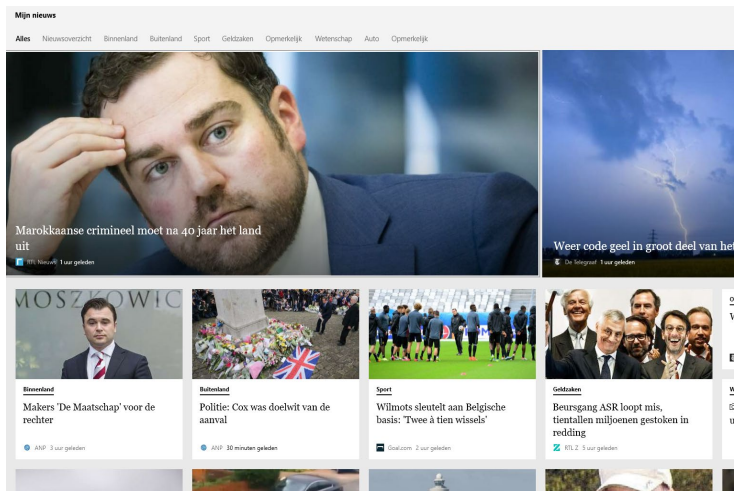 Mijn nieuws
Alles Nieuwsoverzicht Binnenland Buitenland Sport Geldzaken Opmerkelijk Wetenschap Auto Opmerkelijk
Marokkaanse crimineel moet na 40 jaar het land
uit
RTL Nieuws 1 uur geleden
Weer code geel in groot deel van het
De Telegraaf 1 uur geleden
MOSZKOWIC
Binnenland
Makers 'De Maatschap' voor de
rechter
ANP 3 uur geleden
Buitenland
Politie: Cox was doelwit van de
aanval
ANP 30 minuten geleden
Sport
Wilmots sleutelt aan Belgische
basis: 'Twee à tien wissels'
Goal.com 2 uur geleden
Geldzaken
Beursgang ASR loopt mis,
tientallen miljoenen gestoken in
redding
Z RTL Z 5 uur geleden